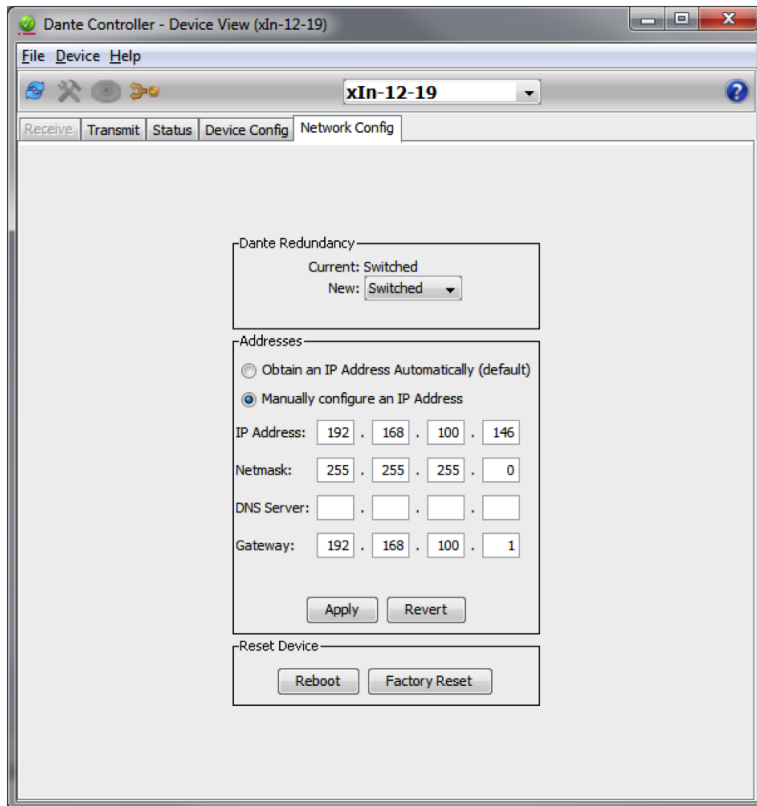 Dante Controller - Device View (xIn-12-19)
File Device Help
xIn-12-19
Receive Transmit Status Device Config Network Config
Dante Redundancy
Current: Switched
New: Switched
Addresses
Obtain an IP Address Automatically (default)
Manually configure an IP Address
IP Address: 192 . 168 . 100 . 146
Netmask: 255 . 255 . 255 . 0
DNS Server: . . .
Gateway: 192 . 168 . 100 . 1
Apply Revert
Reset Device
Reboot Factory Reset